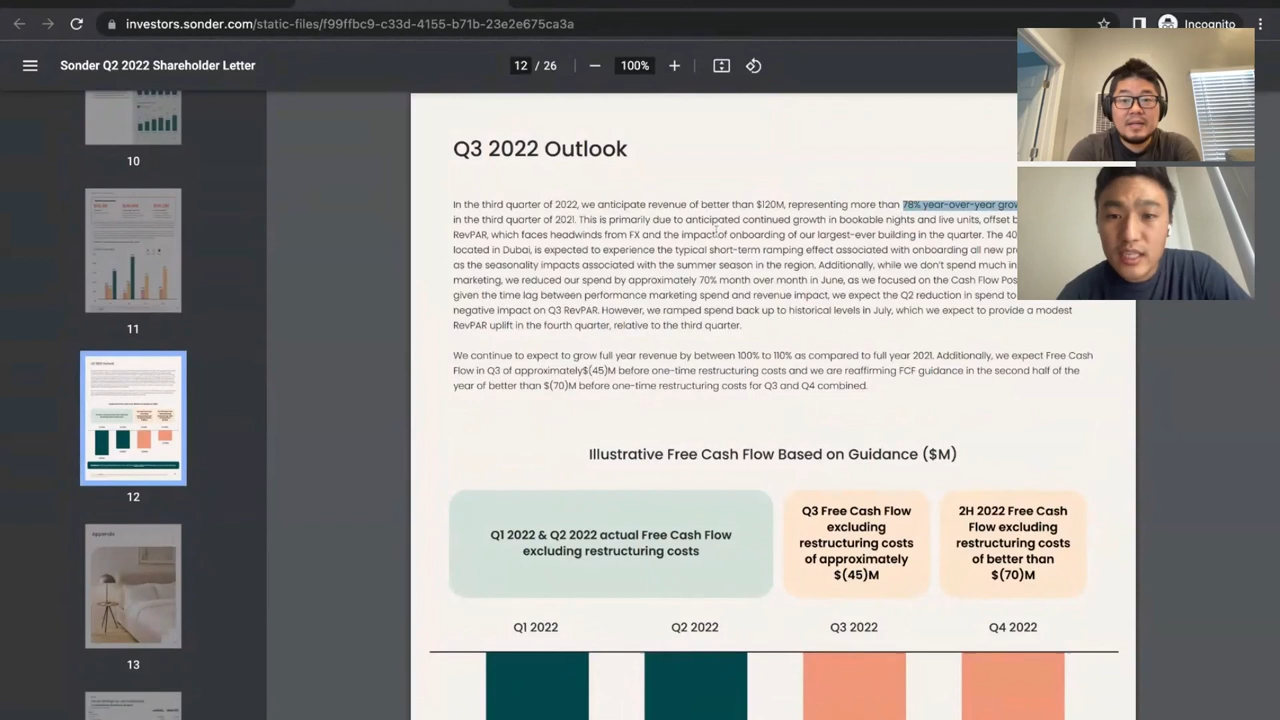 investors.sonder.com/static-files/f99ffbc9-c33d-4155-b71b-23e2e675ca3a
Incognito
Sonder Q2 2022 Shareholder Letter
12 / 26
100%
10
11
12
13
Appendix
Q3 2022 Outlook
In the third quarter of 2022, we anticipate revenue of better than $120M, representing more than 78% year-over-year grow
in the third quarter of 2021. This is primarily due to anticipated continued growth in bookable nights and live units, offset b
RevPAR, which faces headwinds from FX and the impact of onboarding of our largest-ever building in the quarter. The 40
located in Dubai, is expected to experience the typical short-term ramping effect associated with onboarding all new pro
as the seasonality impacts associated with the summer season in the region. Additionally, while we don't spend much in
marketing, we reduced our spend by approximately 70% month over month in June, as we focused on the Cash Flow Pos
given the time lag between performance marketing spend and revenue impact, we expect the Q2 reduction in spend to
negative impact on Q3 RevPAR. However, we ramped spend back up to historical levels in July, which we expect to provide a modest
RevPAR uplift in the fourth quarter, relative to the third quarter.
We continue to expect to grow full year revenue by between 100% to 110% as compared to full year 2021. Additionally, we expect Free Cash
Flow in Q3 of approximately$(45)M before one-time restructuring costs and we are reaffirming FCF guidance in the second half of the
year of better than $(70)M before one-time restructuring costs for Q3 and Q4 combined.
Illustrative Free Cash Flow Based on Guidance ($M)
Q1 2022 & Q2 2022 actual Free Cash Flow
excluding restructuring costs
Q3 Free Cash Flow
excluding
restructuring costs
of approximately
$(45)M
2H 2022 Free Cash
Flow excluding
restructuring costs
of better than
$(70)M
Q1 2022
Q2 2022
Q3 2022
Q4 2022